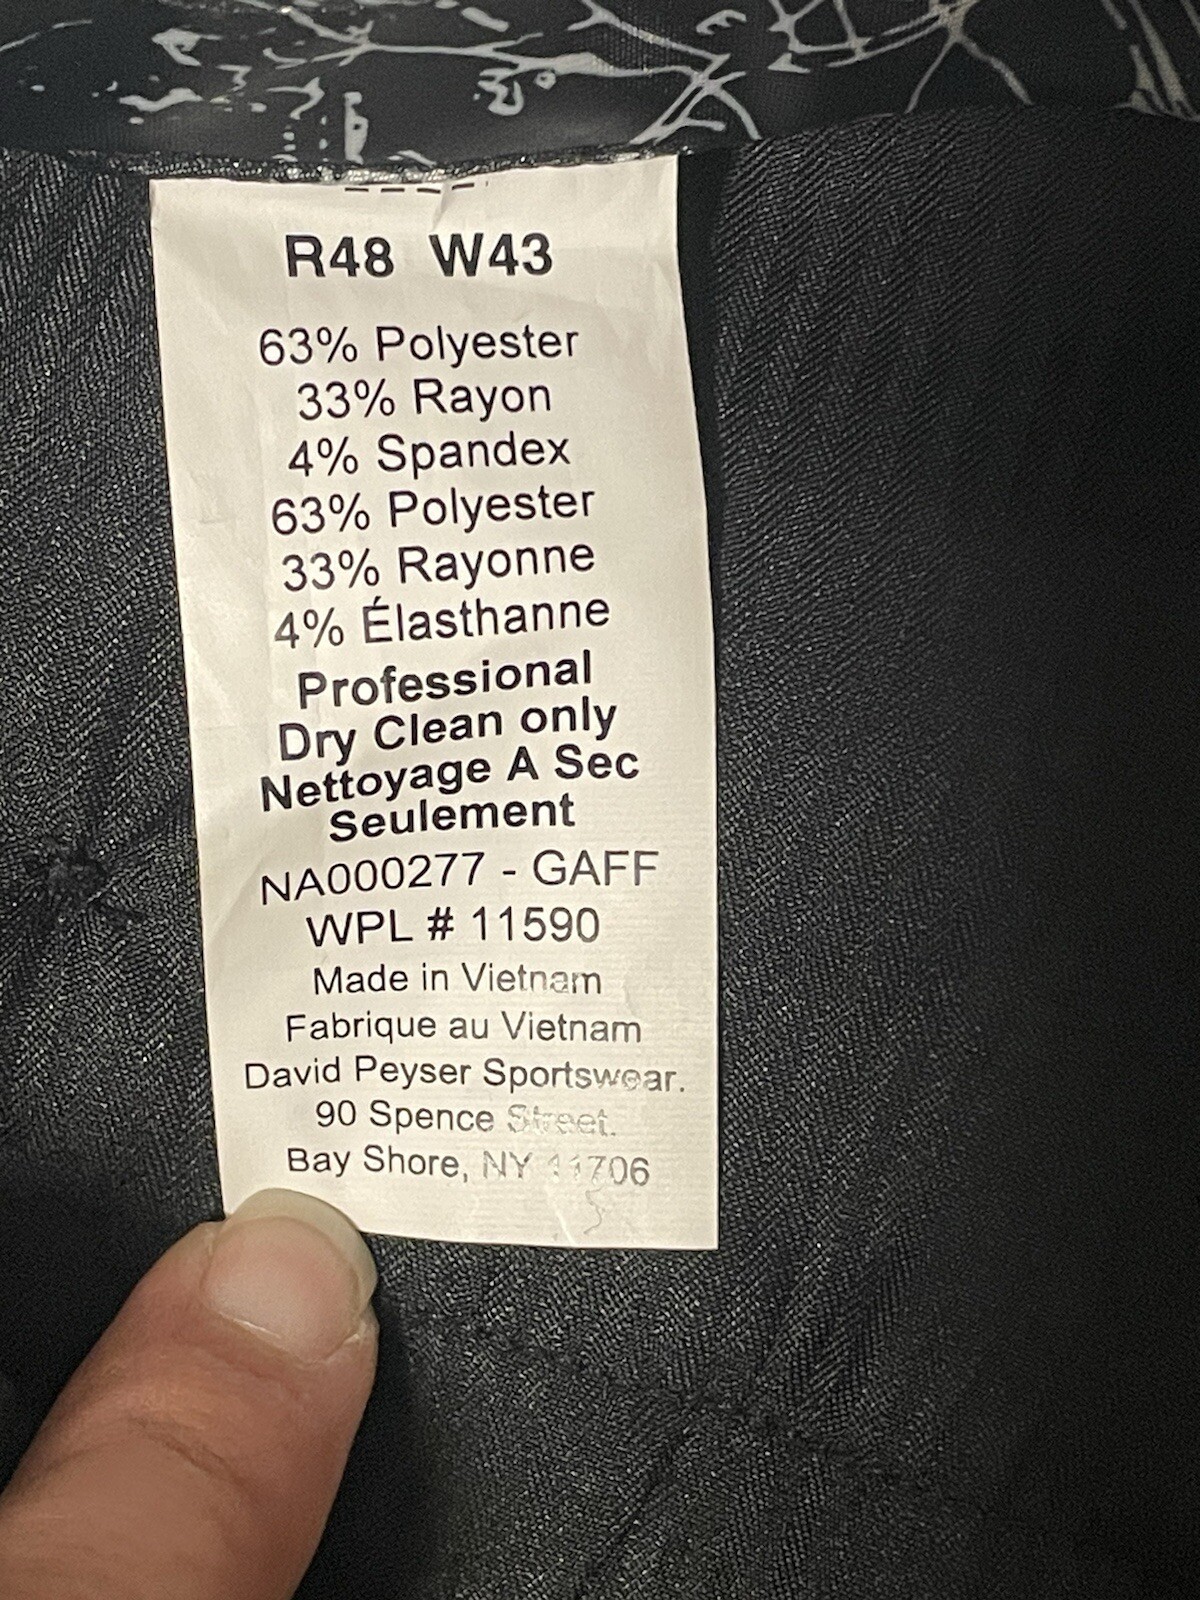 R48 W43
63% Polyester
33% Rayon
4% Spandex
63% Polyester
33% Rayonne
4% Élasthanne
Professional
Dry Clean only
Nettoyage A Sec
Seulement
NA000277 - GAFF
WPL # 11590
Made in Vietnam
Fabrique au Vietnam
David Peyser Sportswear.
90 Spence Street.
Bay Shore, NY 11706